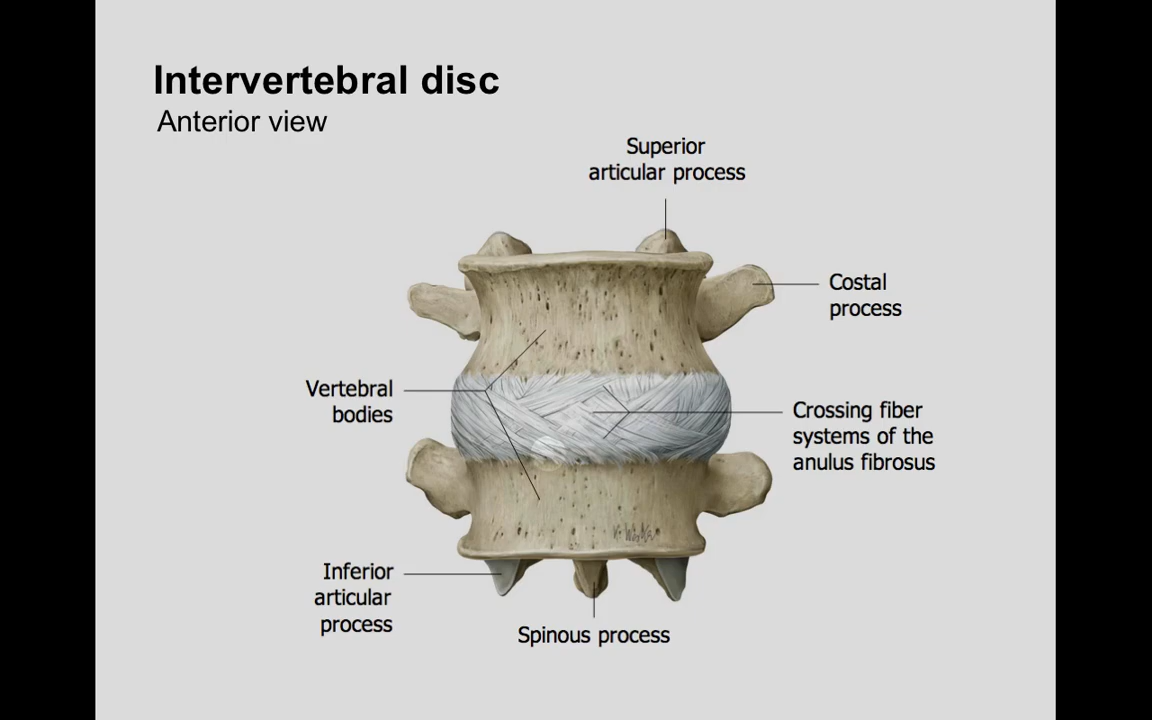 Intervertebral disc
Anterior view
Superior
articular process
Costal
process
Vertebral
bodies
Crossing fiber
systems of the
anulus fibrosus
Inferior
articular
process
Spinous process